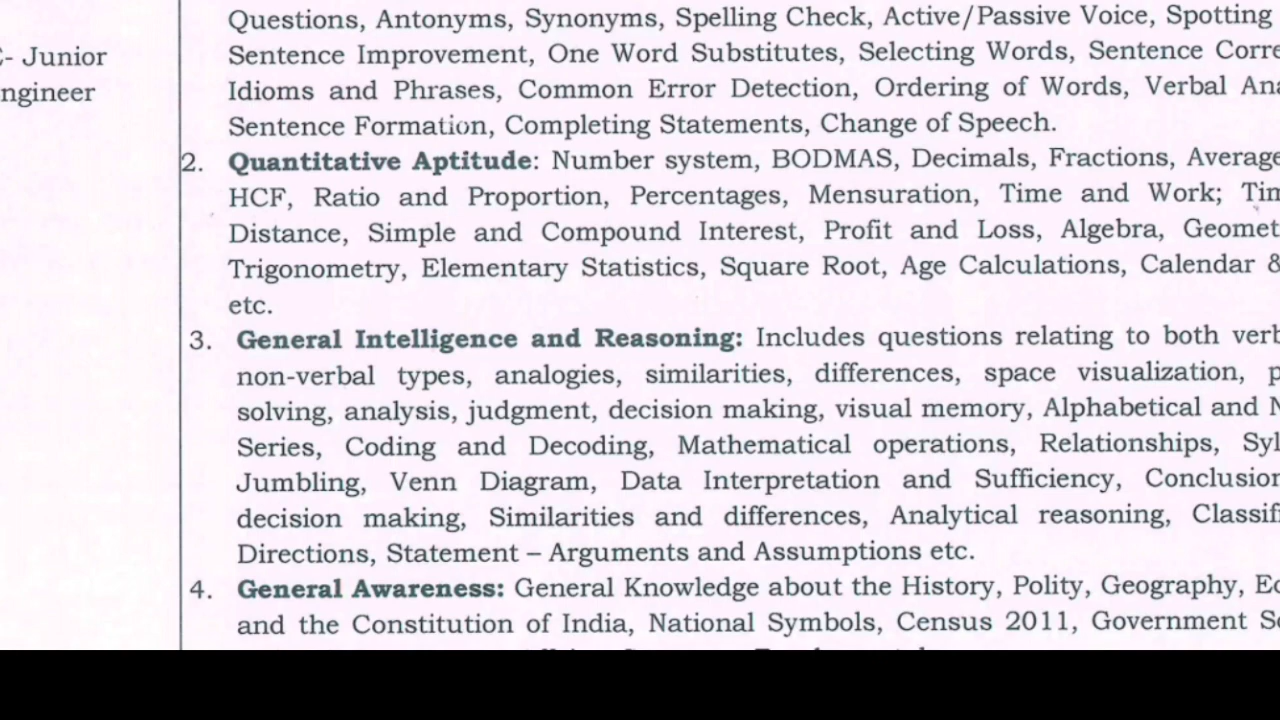 Questions, Antonyms, Synonyms, Spelling Check, Active/Passive Voice, Spotting
C- Junior
Sentence Improvement, One Word Substitutes, Selecting Words, Sentence Corre
ngineer
Idioms and Phrases, Common Error Detection, Ordering of Words, Verbal Ana
Sentence Formation, Completing Statements, Change of Speech.
2. Quantitative Aptitude: Number system, BODMAS, Decimals, Fractions, Average
HCF, Ratio and Proportion, Percentages, Mensuration, Time and Work; Tim
Distance, Simple and Compound Interest, Profit and Loss, Algebra, Geomet
Trigonometry, Elementary Statistics, Square Root, Age Calculations, Calendar &
etc.
3. General Intelligence and Reasoning: Includes questions relating to both verb
non-verbal types, analogies, similarities, differences, space visualization, p
solving, analysis, judgment, decision making, visual memory, Alphabetical and N
Series, Coding and Decoding, Mathematical operations, Relationships, Syl
Jumbling, Venn Diagram, Data Interpretation and Sufficiency, Conclusion
decision making, Similarities and differences, Analytical reasoning, Classifi
Directions, Statement – Arguments and Assumptions etc.
4. General Awareness: General Knowledge about the History, Polity, Geography, Ec
and the Constitution of India, National Symbols, Census 2011, Government Sc